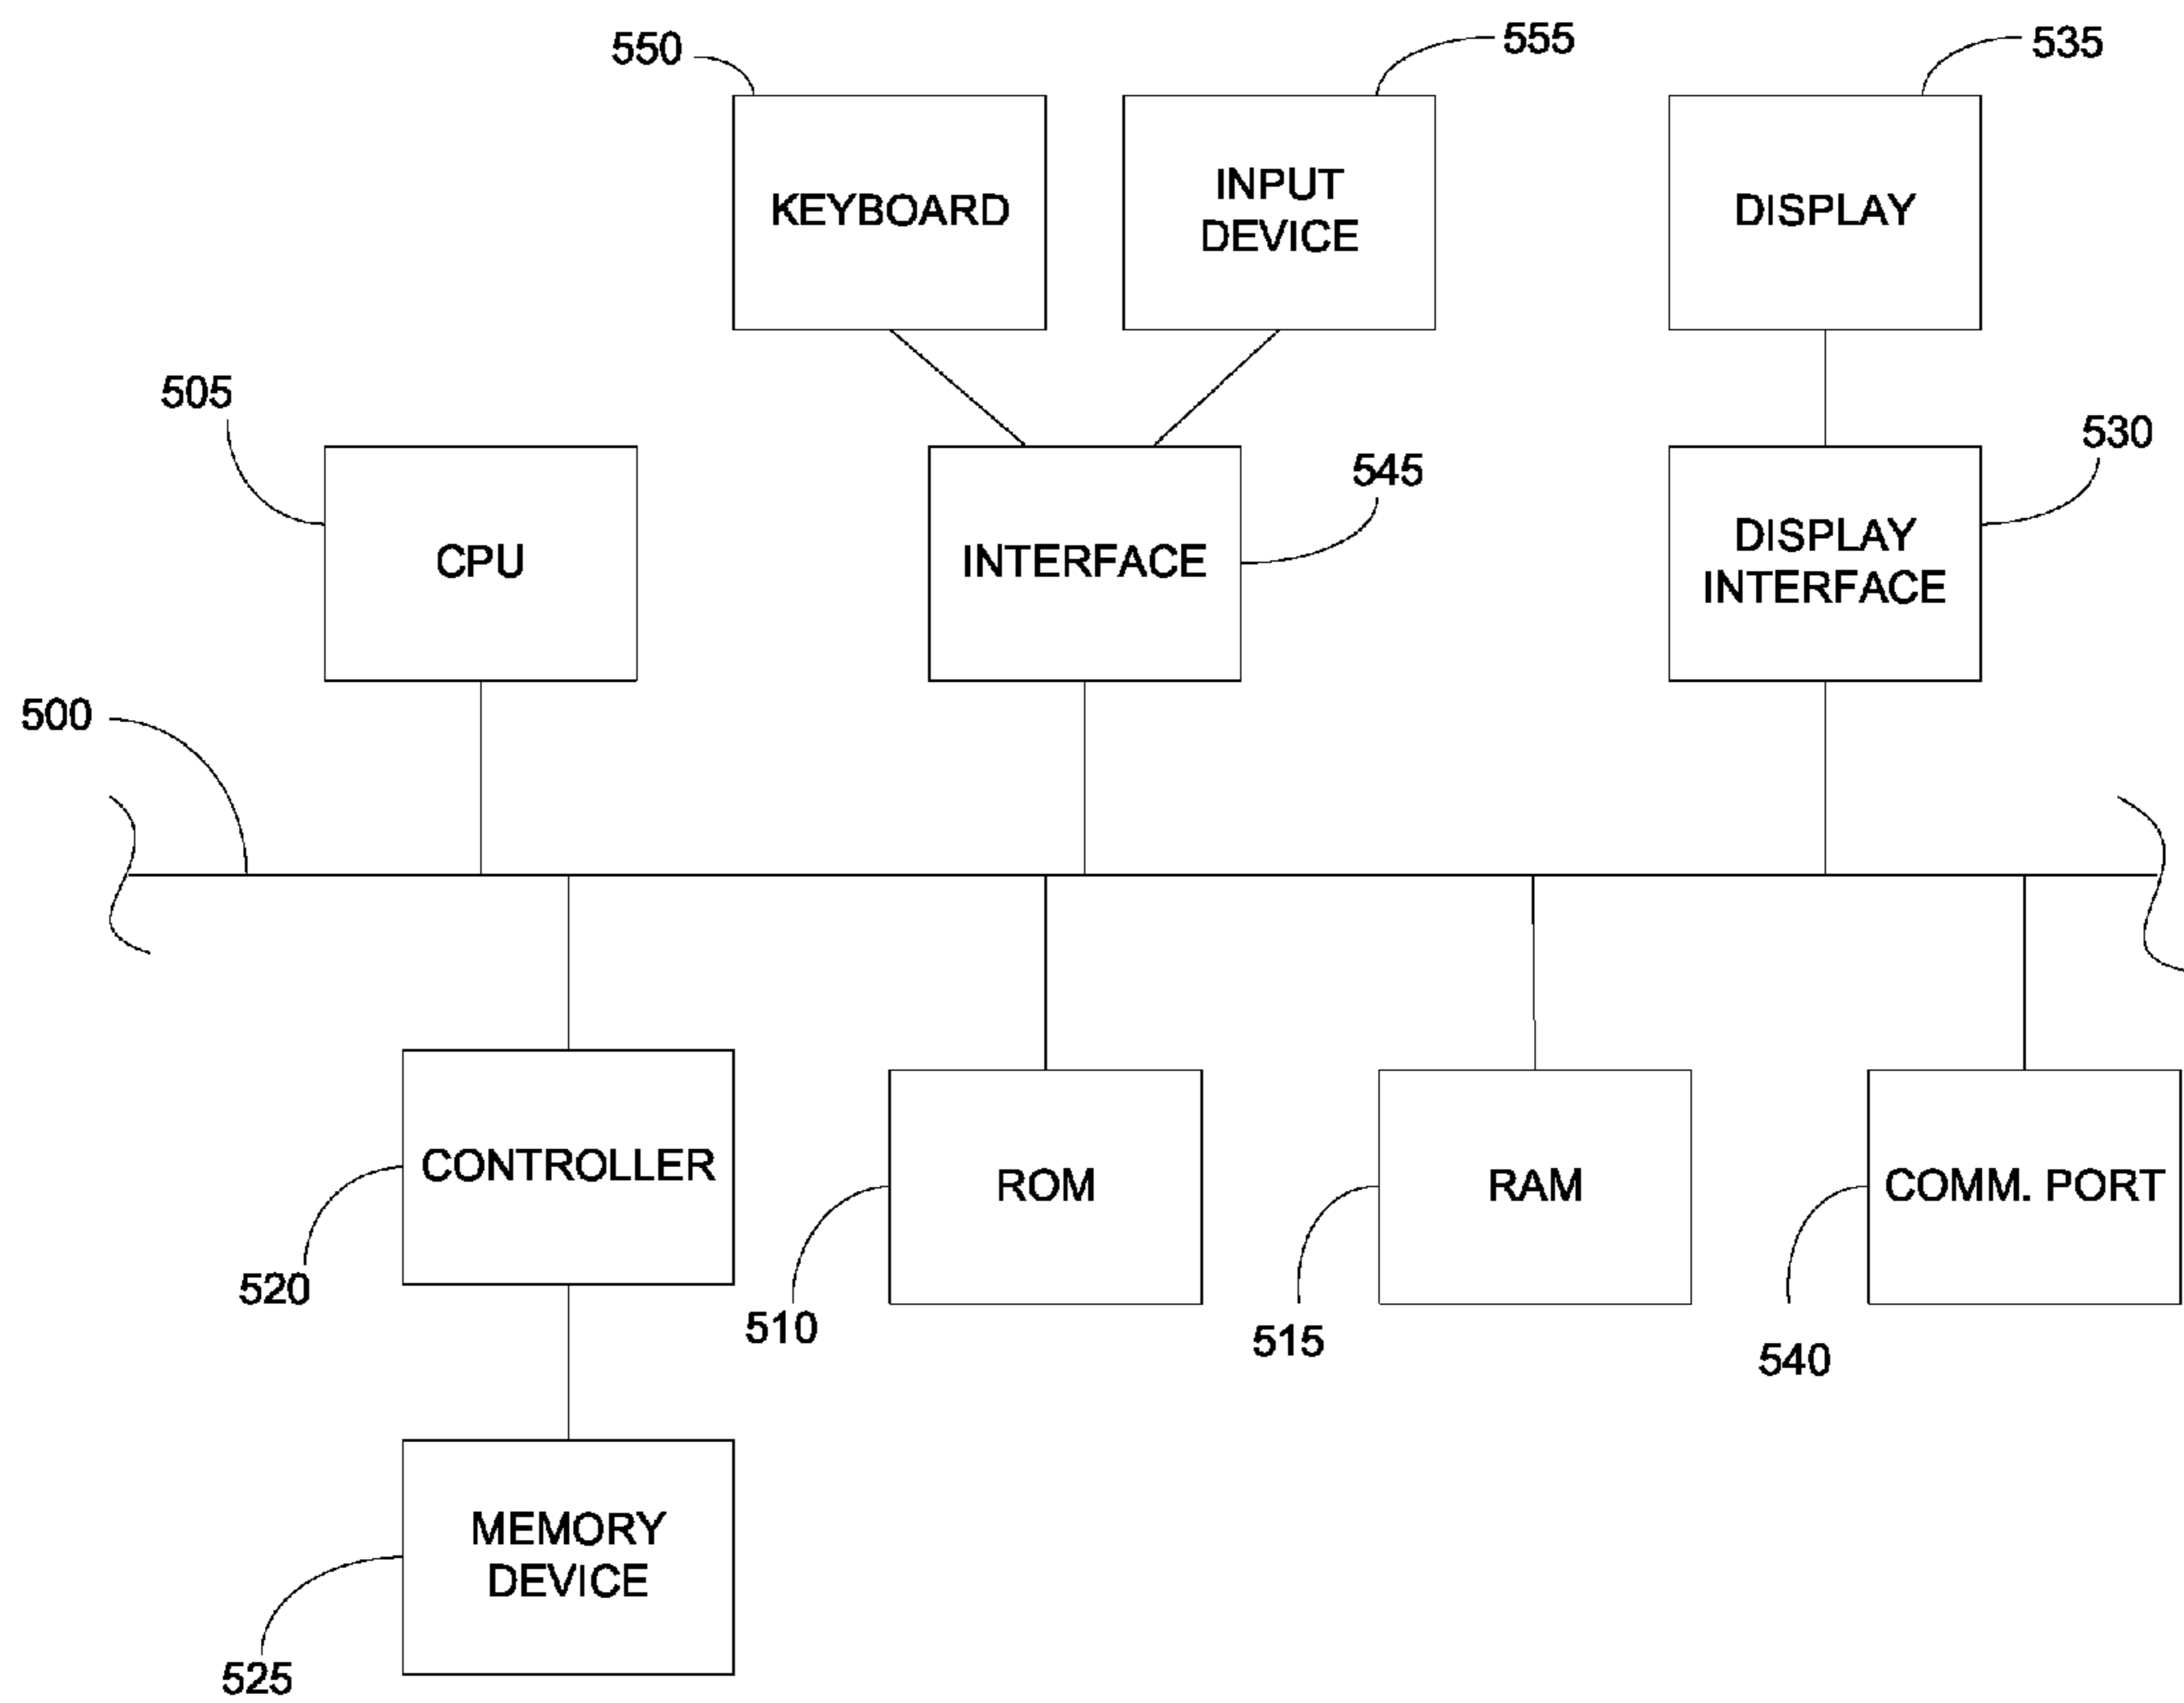 550
555
535
KEYBOARD
INPUT
DEVICE
DISPLAY
505
545
530
CPU
INTERFACE
DISPLAY
INTERFACE
500
CONTROLLER
ROM
RAM
COMM. PORT
520
510
515
540
MEMORY
DEVICE
525